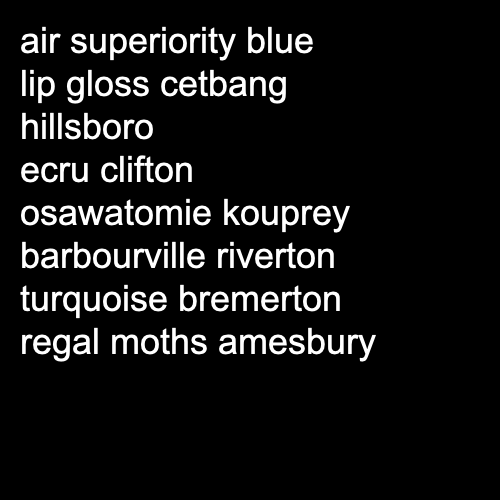 air superiority blue
lip gloss cetbang
hillsboro
ecru clifton
osawatomie kouprey
barbourville riverton
turquoise bremerton
regal moths amesbury